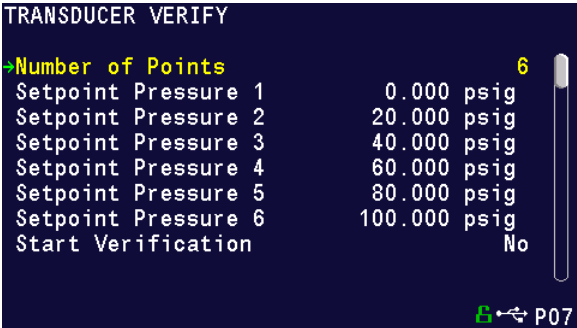 TRANSDUCER VERIFY
→Number of Points 6
Setpoint Pressure 1 0.000 psig
Setpoint Pressure 2 20.000 psig
Setpoint Pressure 3 40.000 psig
Setpoint Pressure 4 60.000 psig
Setpoint Pressure 5 80.000 psig
Setpoint Pressure 6 100.000 psig
Start Verification No
P07